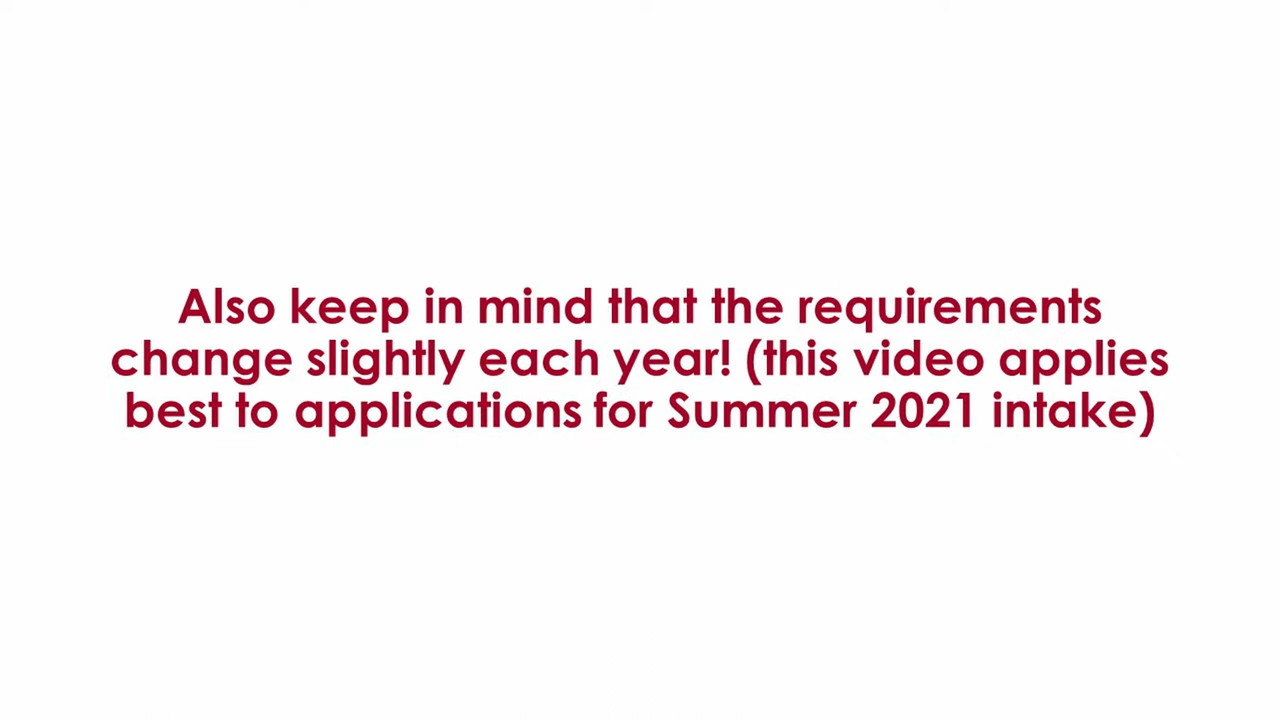 Also keep in mind that the requirements
change slightly each year! (this video applies
best to applications for Summer 2021 intake)